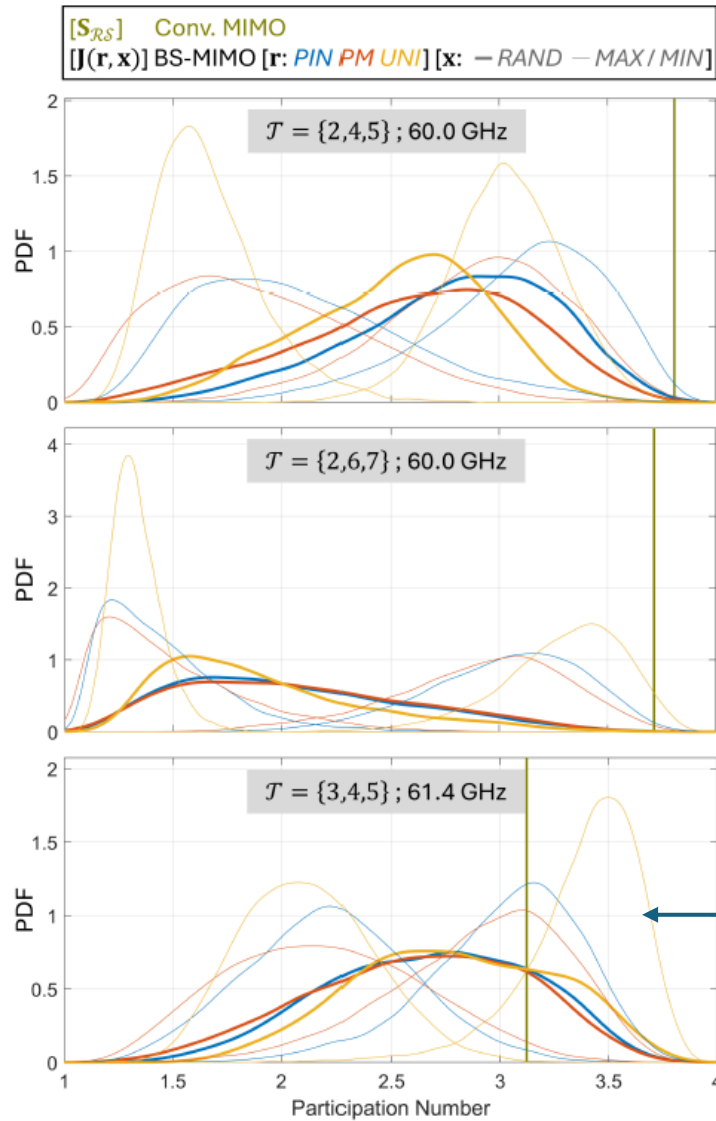 [S_ℛ𝒮] Conv. MIMO
[J(r, x)] BS-MIMO [r: PIN PM UNI] [x: — RAND — MAX / MIN]
2
𝒯 = {2,4,5} ; 60.0 GHz
1.5
PDF
1
0.5
0
4
𝒯 = {2,6,7} ; 60.0 GHz
3
PDF
2
1
0
2
𝒯 = {3,4,5} ; 61.4 GHz
1.5
PDF
1
0.5
0
1 1.5 2 2.5 3 3.5 4
Participation Number